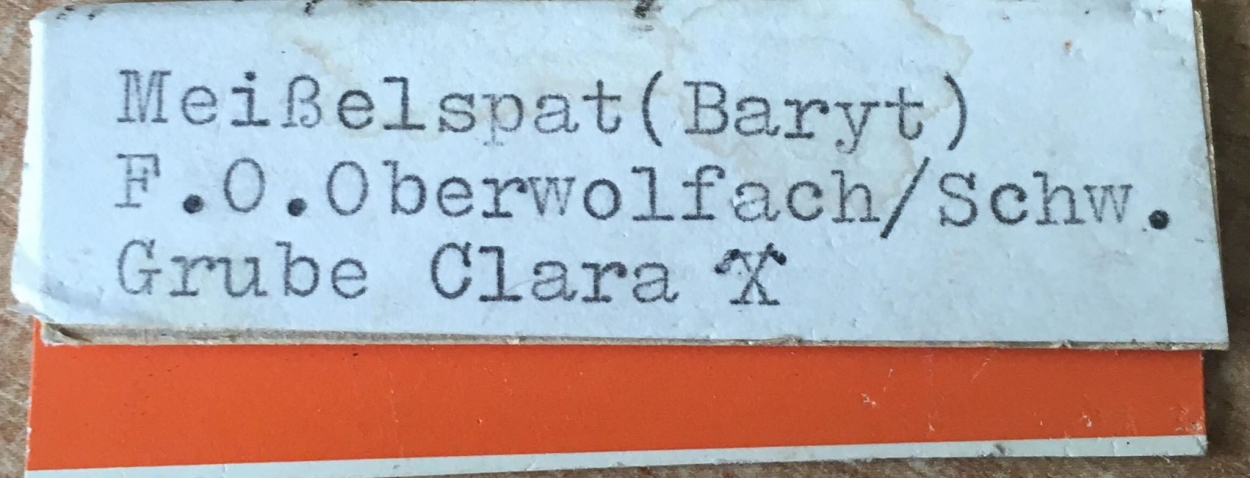 Meißelspat(Baryt)
F.O.Oberwolfach/Schw.
Grube Clara X